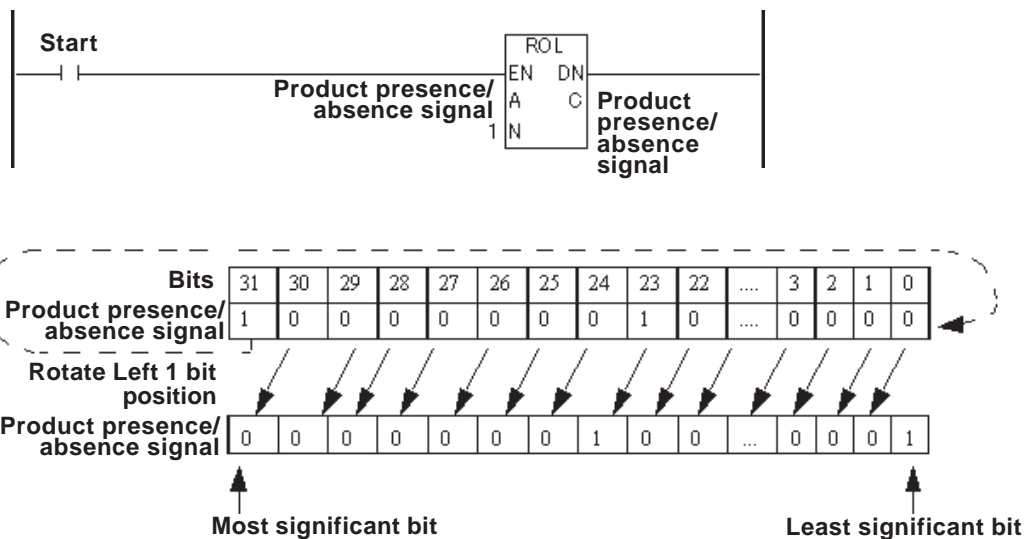 Start
ROL
EN DN
Product presence/
absence signal
A C
1 N
Product
presence/
absence
signal
Bits 31 30 29 28 27 26 25 24 23 22 .... 3 2 1 0
Product presence/
absence signal 1 0 0 0 0 0 0 0 1 0 .... 0 0 0 0
Rotate Left 1 bit
position
Product presence/
absence signal 0 0 0 0 0 0 0 1 0 0 ... 0 0 0 1
Most significant bit Least significant bit